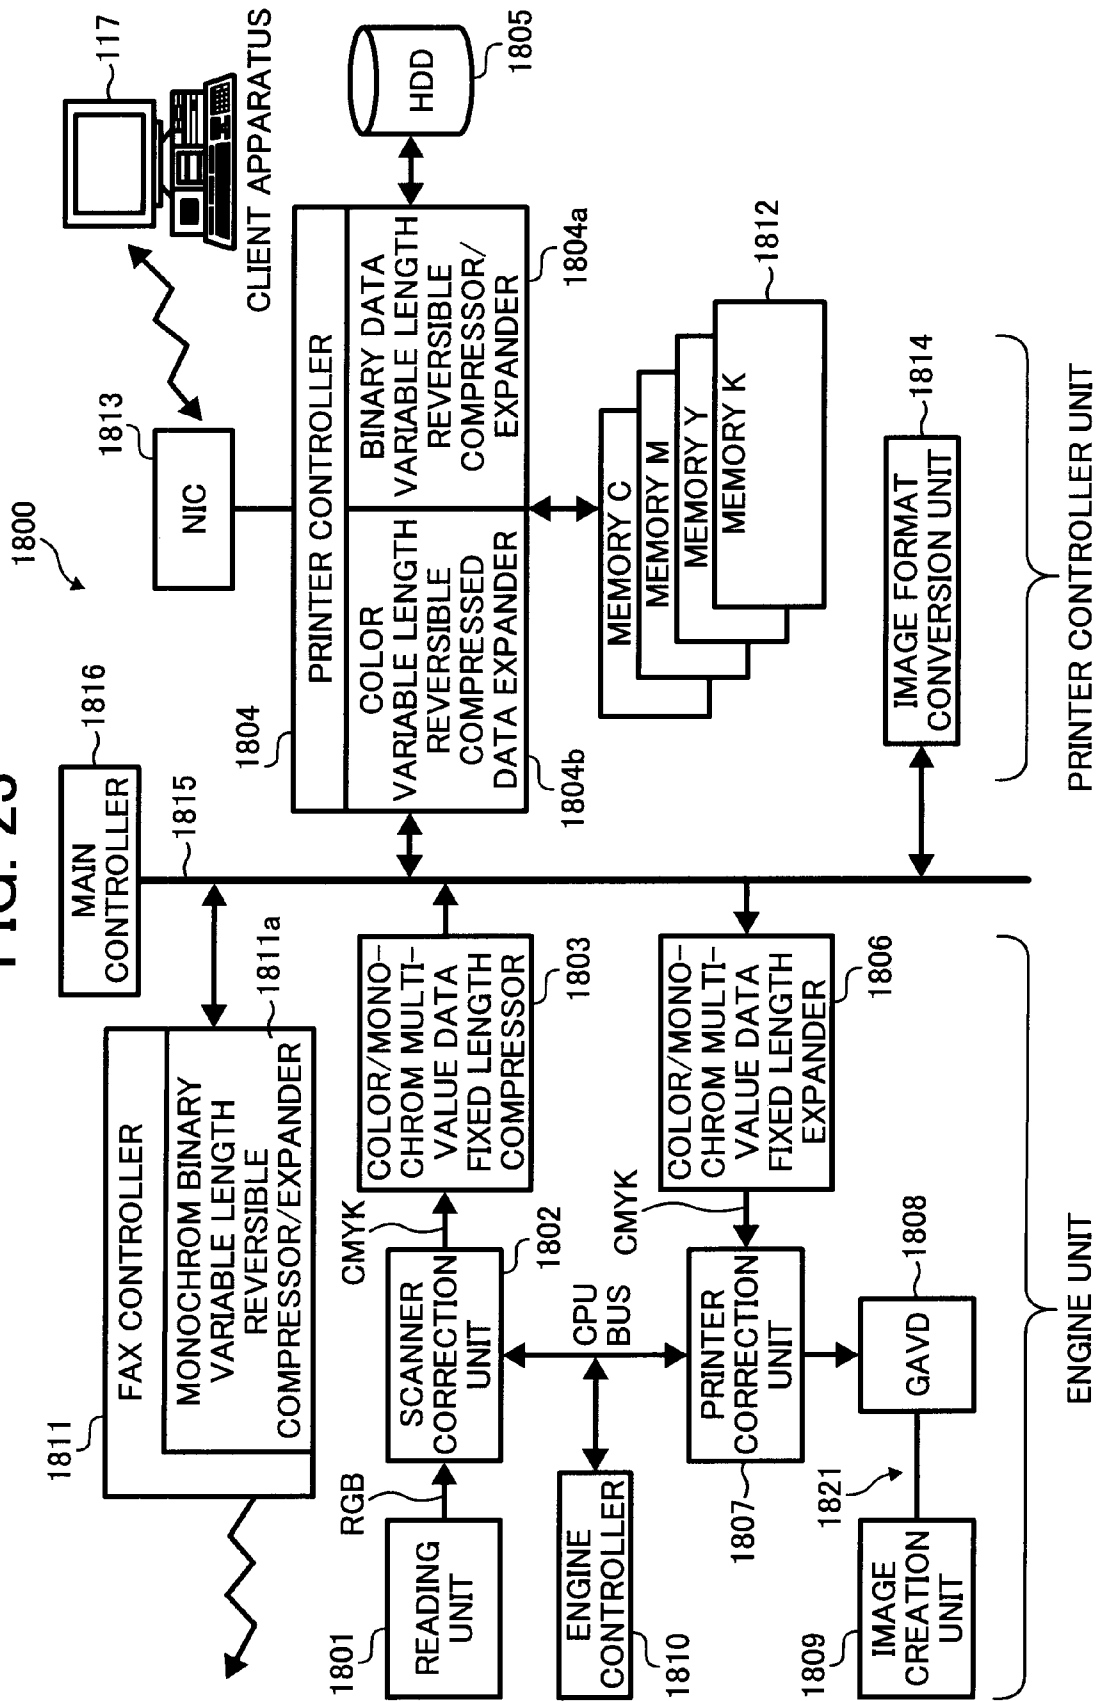 1800
117
CLIENT APPARATUS
1813
NIC
1805
HDD
MAIN
CONTROLLER
1816
1815
1804
PRINTER CONTROLLER
COLOR
VARIABLE LENGTH
REVERSIBLE
COMPRESSED
DATA EXPANDER
1804b
BINARY DATA
VARIABLE LENGTH
REVERSIBLE
COMPRESSOR/
EXPANDER
1804a
MEMORY C
MEMORY M
MEMORY Y
MEMORY K
1812
IMAGE FORMAT
CONVERSION UNIT
1814
PRINTER CONTROLLER UNIT
1811
FAX CONTROLLER
MONOCHROM BINARY
VARIABLE LENGTH
REVERSIBLE
COMPRESSOR/EXPANDER
1811a
1801
READING
UNIT
RGB
SCANNER
CORRECTION
UNIT
1802
CMYK
COLOR/MONO-
CHROM MULTI-
VALUE DATA
FIXED LENGTH
COMPRESSOR
1803
ENGINE
CONTROLLER
1810
CPU
BUS
1807
PRINTER
CORRECTION
UNIT
CMYK
COLOR/MONO-
CHROM MULTI-
VALUE DATA
FIXED LENGTH
EXPANDER
1806
1809
IMAGE
CREATION
UNIT
1821
GAVD
1808
ENGINE UNIT